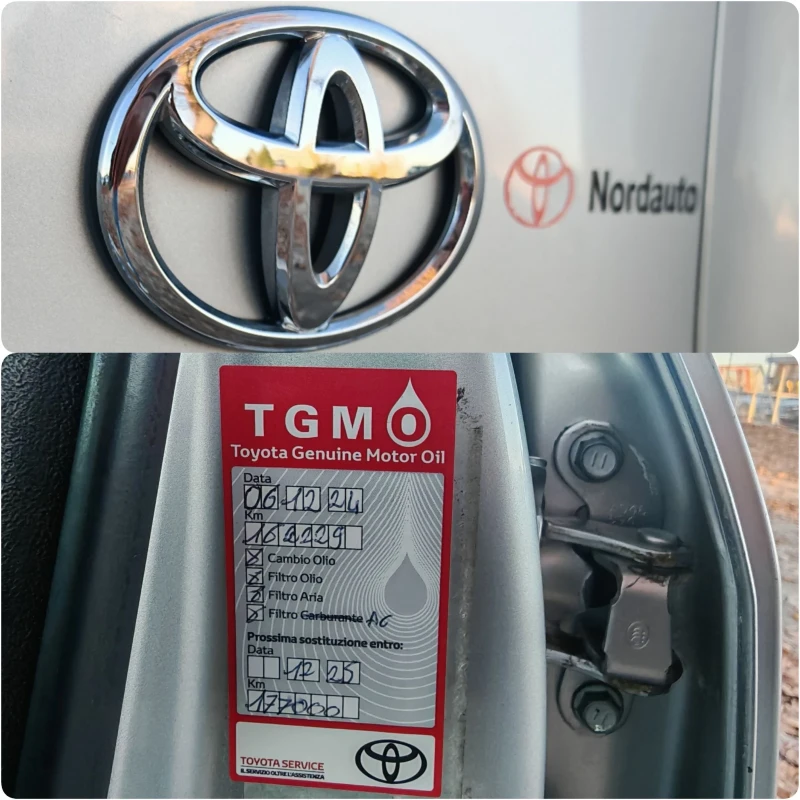 Nordauto
TGMO
Toyota Genuine Motor Oil
Data
06 12 24
Km
164229
Cambio Olio
Filtro Olio
Filtro Aria
Filtro Carburante AC
Prossima sostituzione entro:
Data
12 25
Km
177000
TOYOTA SERVICE
IL SERVIZIO OLTRE L'ASSISTENZA